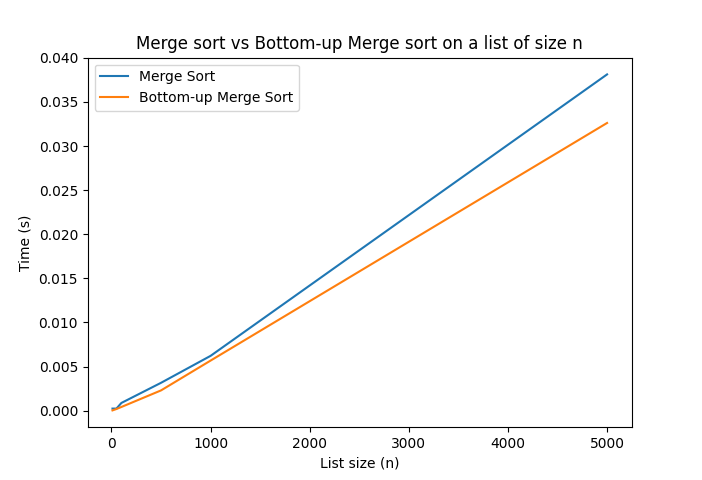 Merge sort vs Bottom-up Merge sort on a list of size n
Merge Sort
Bottom-up Merge Sort
0.040
0.035
0.030
0.025
0.020
0.015
0.010
0.005
0.000
Time (s)
0 1000 2000 3000 4000 5000
List size (n)